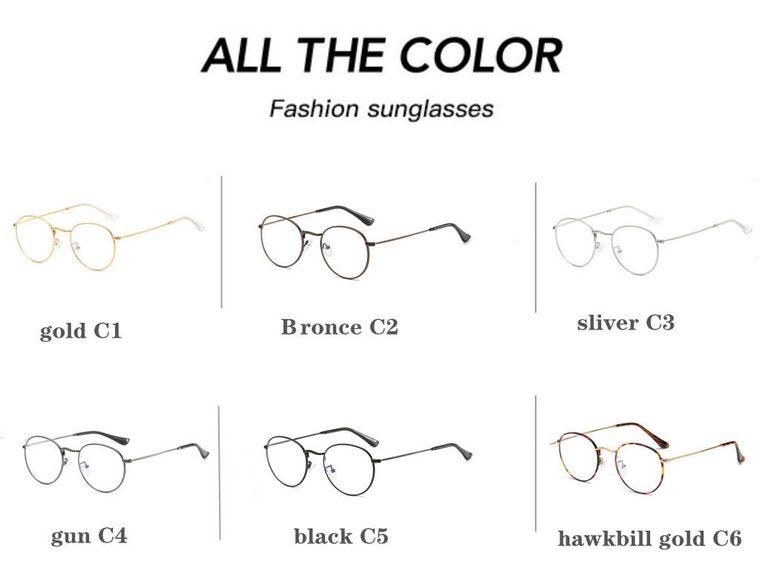 ALL THE COLOR
Fashion sunglasses
gold C1
Bronce C2
sliver C3
gun C4
black C5
hawkbill gold C6